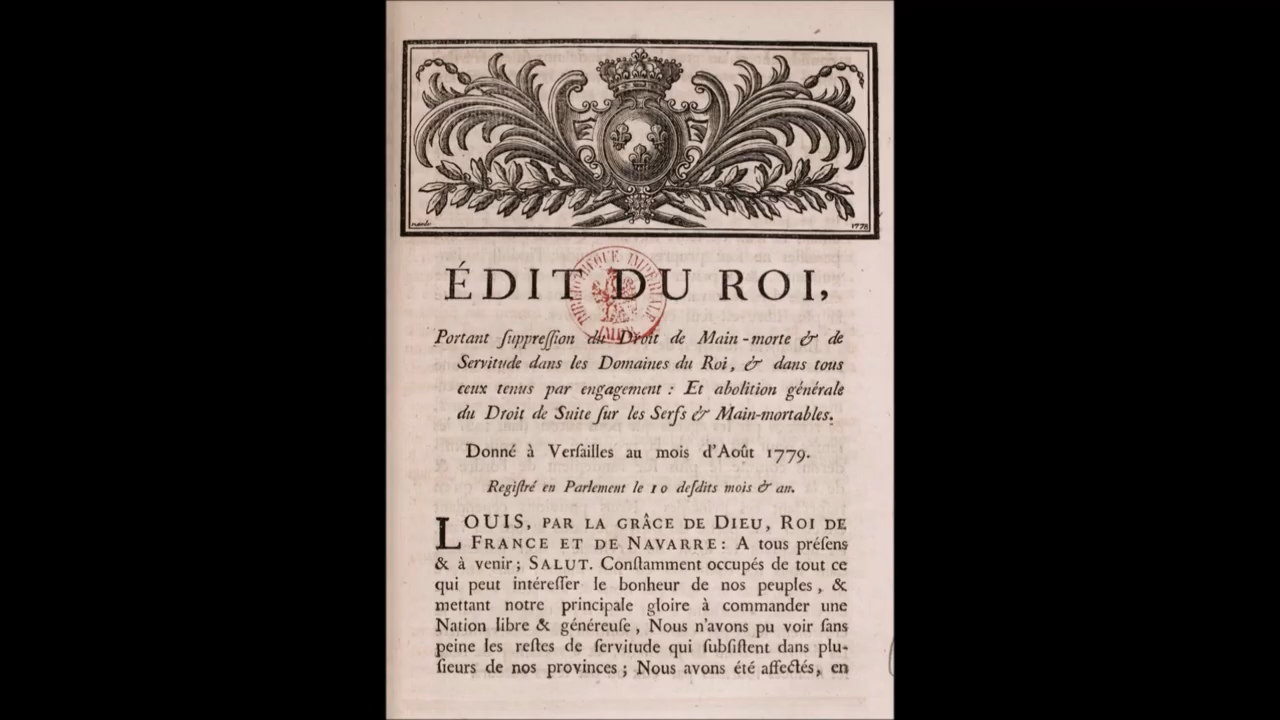 1778
BIBLIOTHÈQUE IMPÉRIALE
IMPR.
ÉDIT DU ROI,
Portant ſuppreſſion du Droit de Main-morte & de
Servitude dans les Domaines du Roi, & dans tous
ceux tenus par engagement : Et abolition générale
du Droit de Suite ſur les Serfs & Main-mortables.
Donné à Verſailles au mois d'Août 1779.
Regiſtré en Parlement le 10 deſdits mois & an.
LOUIS, PAR LA GRÂCE DE DIEU, ROI DE
FRANCE ET DE NAVARRE : A tous préſens
& à venir ; SALUT. Conſtamment occupés de tout ce
qui peut intéreſſer le bonheur de nos peuples, &
mettant notre principale gloire à commander une
Nation libre & généreuſe, Nous n'avons pu voir ſans
peine les reſtes de ſervitude qui ſubſiſtent dans plu-
ſieurs de nos provinces ; Nous avons été affectés, en